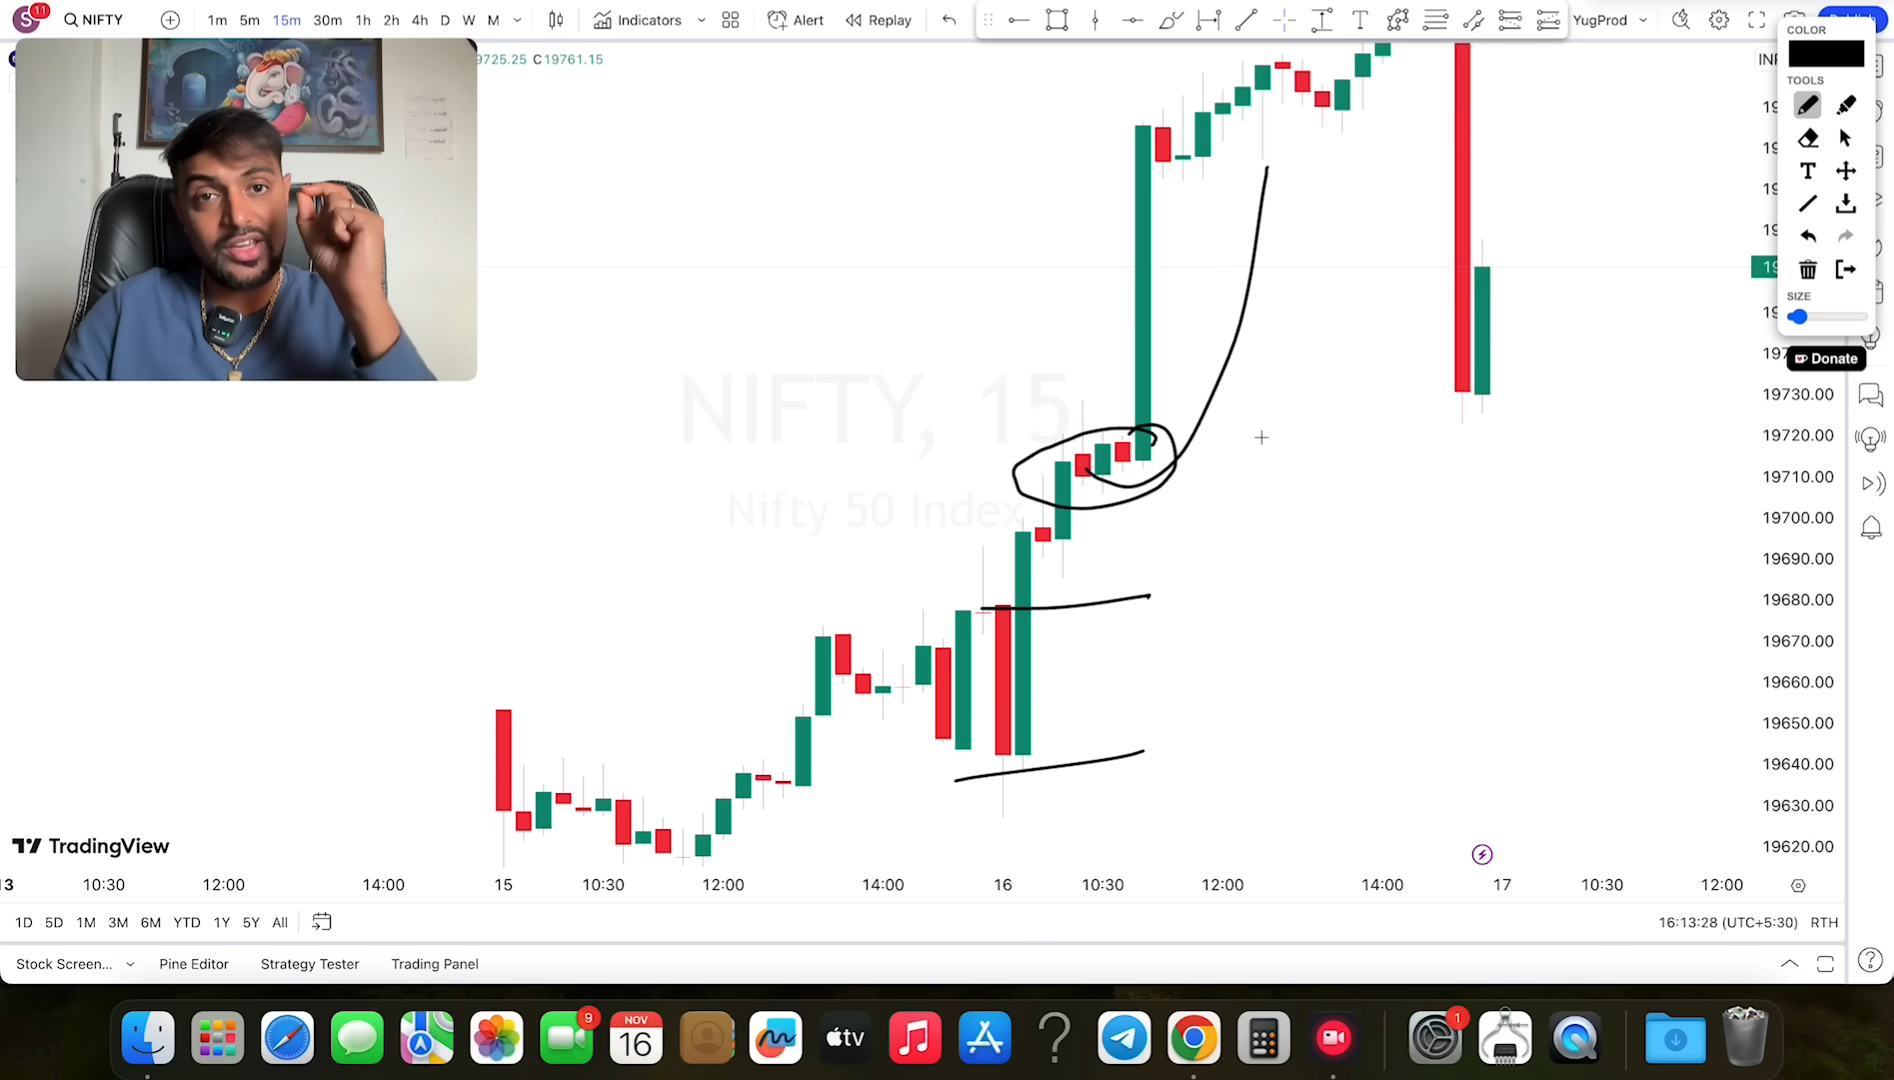 S 11 NIFTY 1m 5m 15m 30m 1h 2h 4h D W M Indicators Alert Replay YugProd
9725.25 C19761.15
COLOR
TOOLS
T
SIZE
Donate
NIFTY, 15
Nifty 50 Index
19730.00
19720.00
19710.00
19700.00
19690.00
19680.00
19670.00
19660.00
19650.00
19640.00
19630.00
19620.00
TradingView
13 10:30 12:00 14:00 15 10:30 12:00 14:00 16 10:30 12:00 14:00 17 10:30 12:00
1D 5D 1M 3M 6M YTD 1Y 5Y All 16:13:28 (UTC+5:30) RTH
Stock Screen... Pine Editor Strategy Tester Trading Panel
9 NOV 16 tv 1